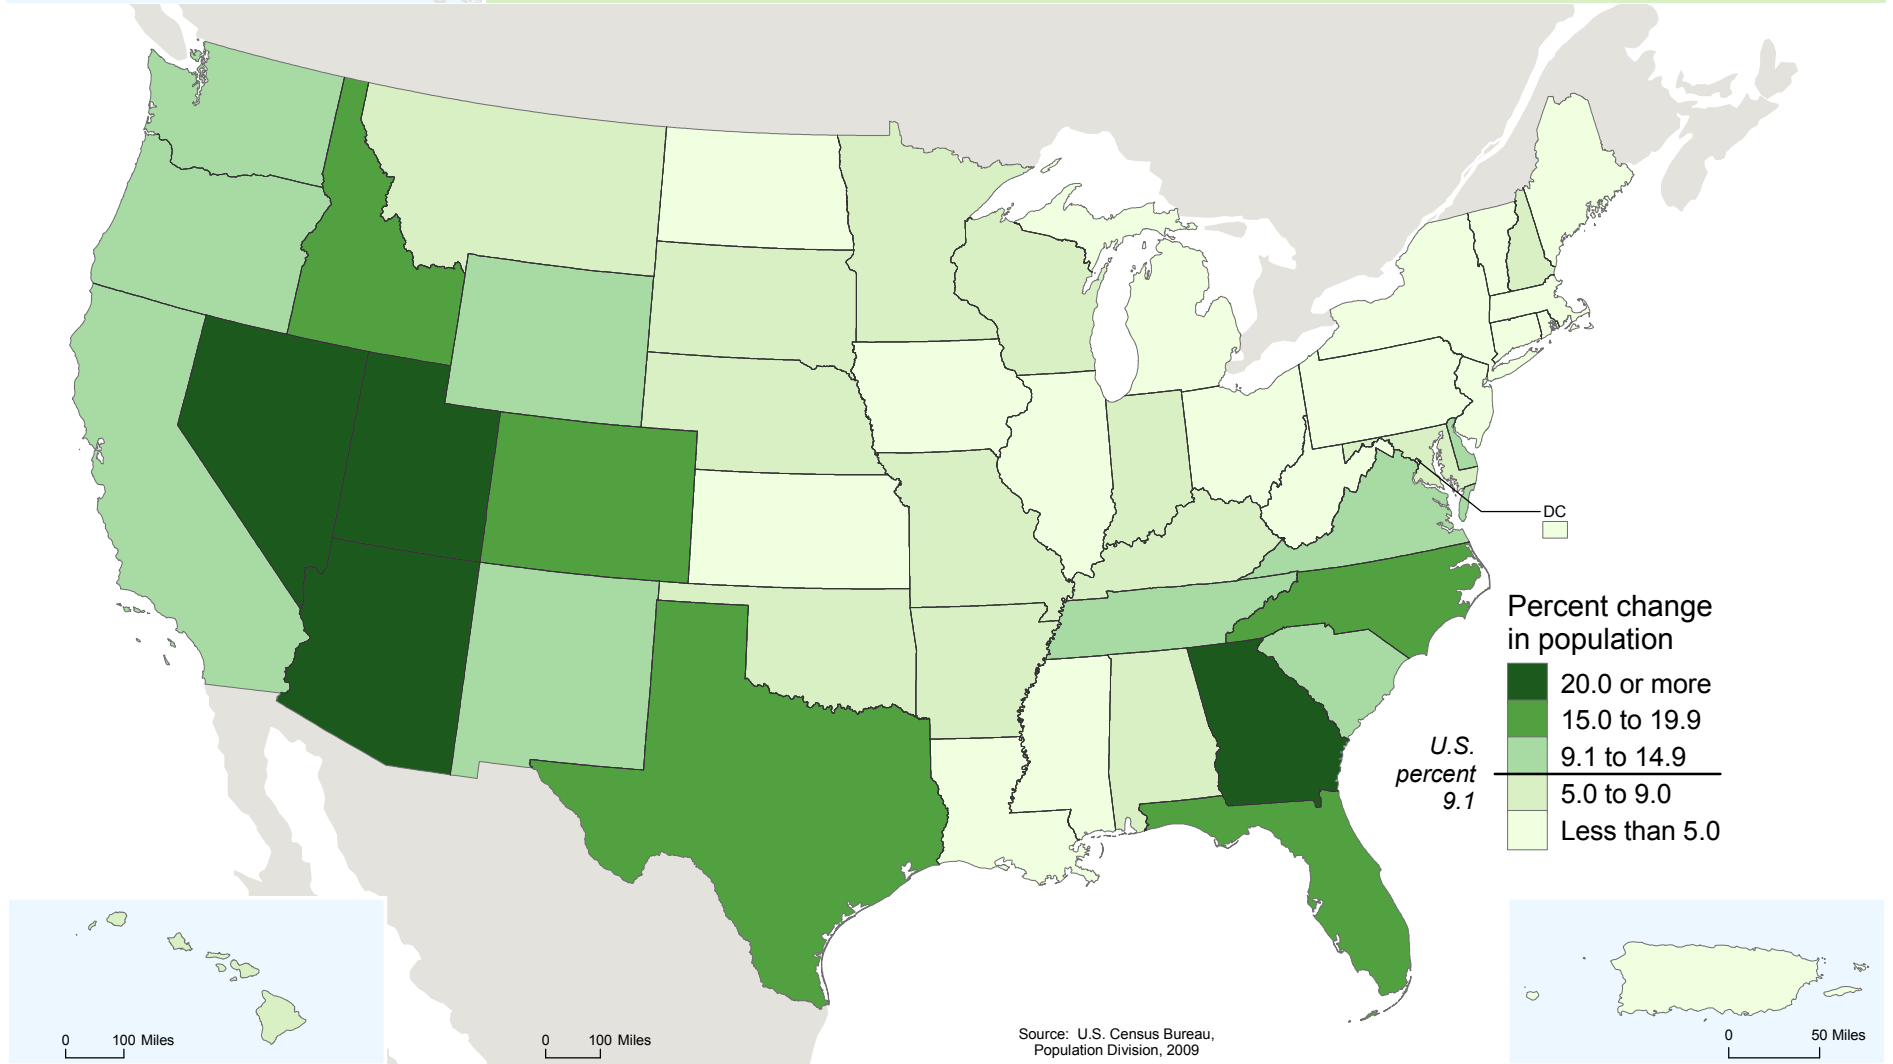 DC
Percent change
in population
20.0 or more
15.0 to 19.9
9.1 to 14.9
5.0 to 9.0
Less than 5.0
U.S.
percent
9.1
0 100 Miles
0 100 Miles
Source: U.S. Census Bureau,
Population Division, 2009
0 50 Miles